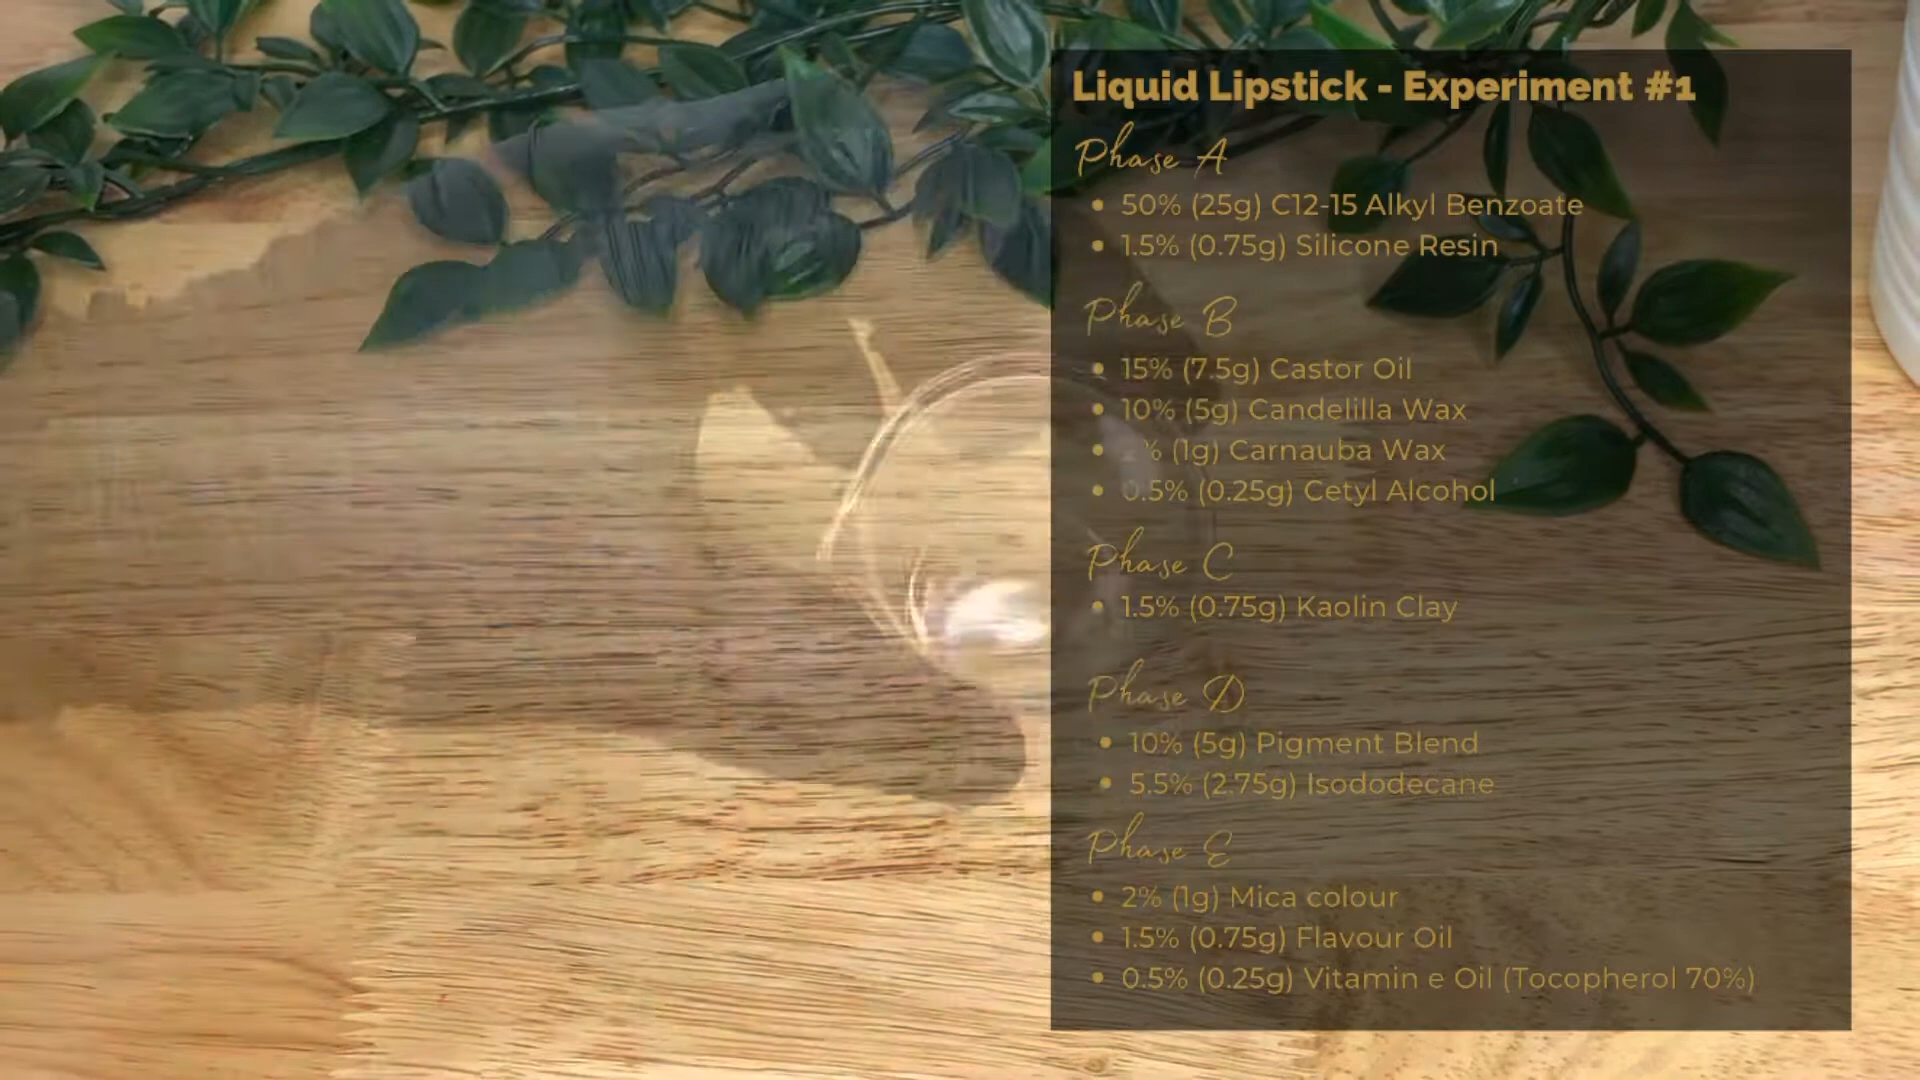 Liquid Lipstick - Experiment #1
Phase A
• 50% (25g) C12-15 Alkyl Benzoate
• 1.5% (0.75g) Silicone Resin
Phase B
• 15% (7.5g) Castor Oil
• 10% (5g) Candelilla Wax
• % (1g) Carnauba Wax
• 0.5% (0.25g) Cetyl Alcohol
Phase C
• 1.5% (0.75g) Kaolin Clay
Phase D
• 10% (5g) Pigment Blend
• 5.5% (2.75g) Isododecane
Phase E
• 2% (1g) Mica colour
• 1.5% (0.75g) Flavour Oil
• 0.5% (0.25g) Vitamin e Oil (Tocopherol 70%)